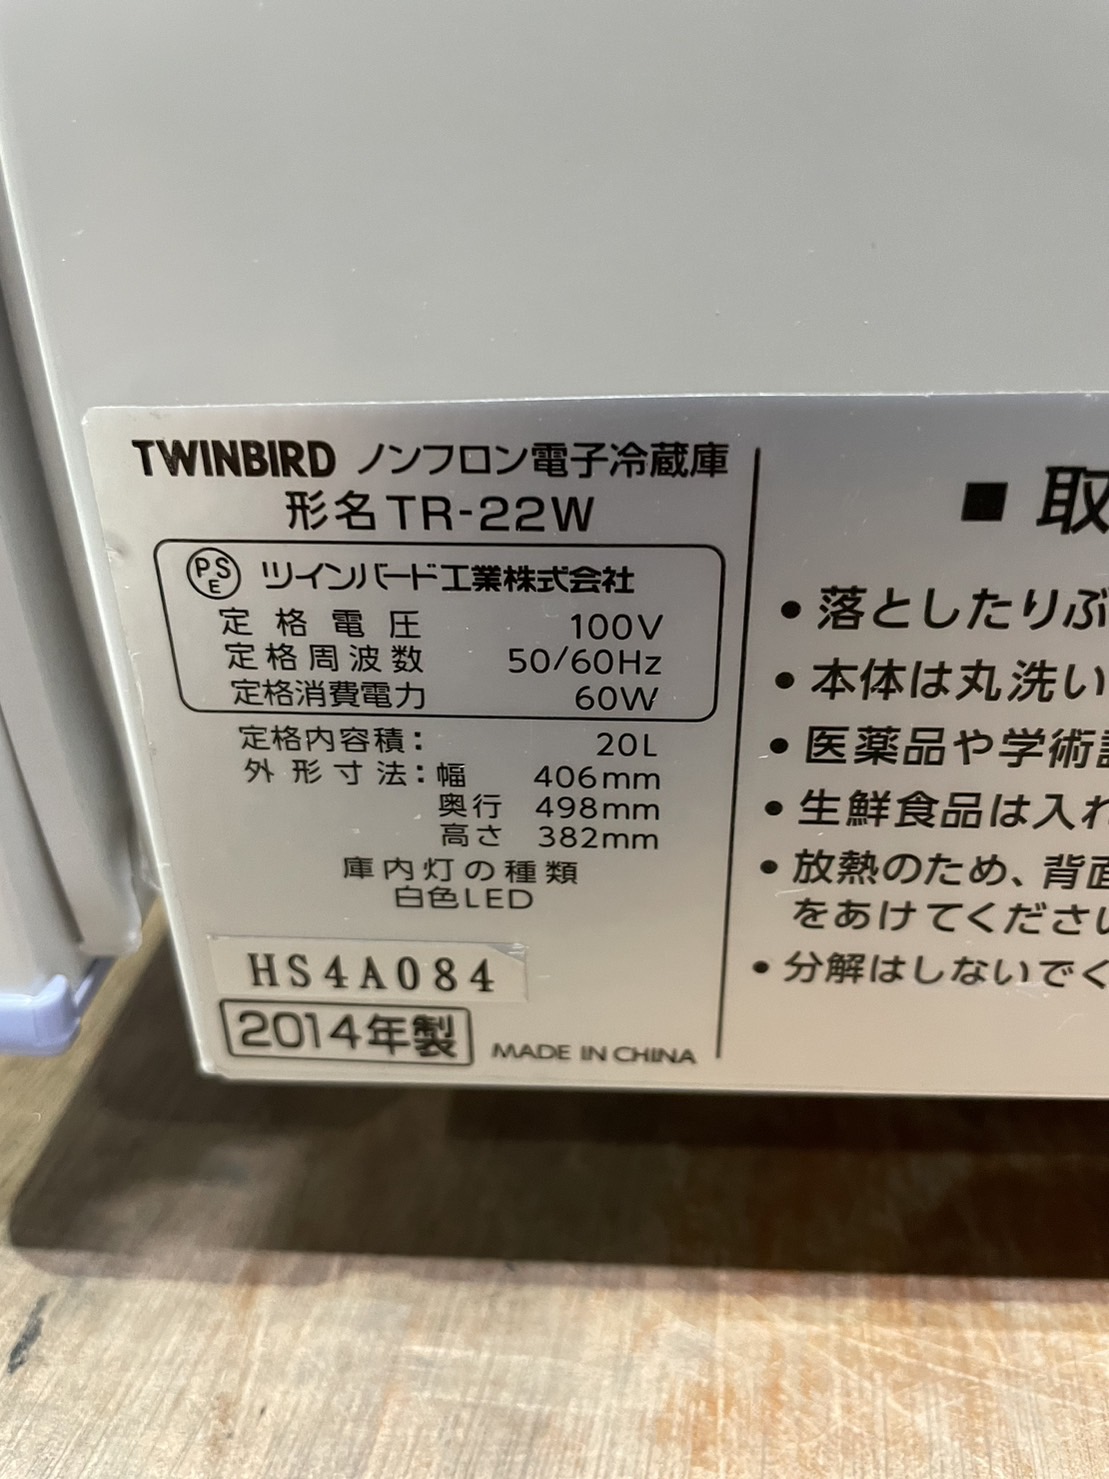 TWINBIRD ノンフロン電子冷蔵庫
形名 TR-22W
PSE ツインバード工業株式会社
定格電圧 100V
定格周波数 50/60Hz
定格消費電力 60W
定格内容積： 20L
外形寸法：幅 406mm
奥行 498mm
高さ 382mm
庫内灯の種類
白色LED
HS4A084
2014年製 MADE IN CHINA
■ 取
• 落としたりぶ
• 本体は丸洗い
• 医薬品や学術
• 生鮮食品は入れ
• 放熱のため、背面
をあけてください
• 分解はしないでく